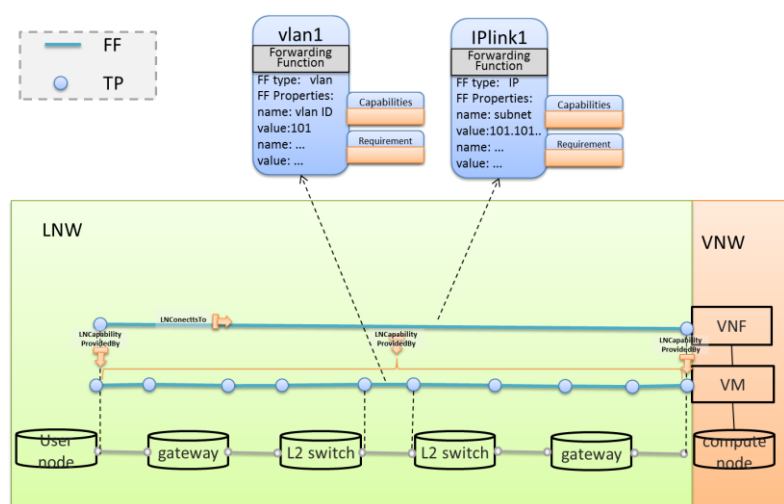 FF
TP
vlan1
Forwarding
Function
FF type: vlan
FF Properties:
name: vlan ID
value:101
name: ...
value: ...
Capabilities
Requirement
IPlink1
Forwarding
Function
FF type: IP
FF Properties:
name: subnet
value:101.101..
name: ...
value: ...
Capabilities
Requirement
LNW
VNW
LNConecttsTo
VNF
LNCapability
ProvidedBy
LNCapability
ProvidedBy
LNCapability
ProvidedBy
VM
User
node
gateway
L2 switch
L2 switch
gateway
compute
node